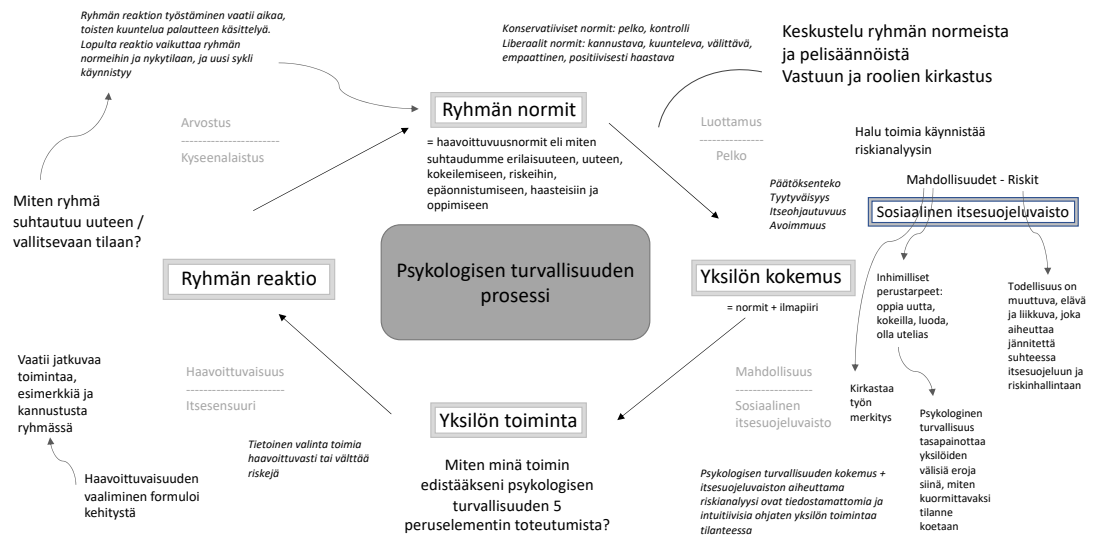 Ryhmän reaktion työstäminen vaatii aikaa,
toisten kuuntelua palautteen käsittelyä.
Lopulta reaktio vaikuttaa ryhmän
normeihin ja nykytilaan, ja uusi sykli
käynnistyy
Konservatiiviset normit: pelko, kontrolli
Liberaalit normit: kannustava, kuunteleva, välittävä,
empaattinen, positiivisesti haastava
Keskustelu ryhmän normeista
ja pelisäännöistä
Vastuun ja roolien kirkastus
Ryhmän normit
= haavoittuvuusnormit eli miten
suhtaudumme erilaisuuteen, uuteen,
kokeilemiseen, riskeihin,
epäonnistumiseen, haasteisiin ja
oppimiseen
Arvostus
----------------------
Kyseenalaistus
Luottamus
--------------
Pelko
Halu toimia käynnistää
riskianalyysin
Mahdollisuudet - Riskit
Sosiaalinen itsesuojeluvaisto
Päätöksenteko
Tyytyväisyys
Itseohjautuvuus
Avoimmuus
Miten ryhmä
suhtautuu uuteen /
vallitsevaan tilaan?
Ryhmän reaktio
Psykologisen turvallisuuden
prosessi
Yksilön kokemus
= normit + ilmapiiri
Inhimilliset
perustarpeet:
oppia uutta,
kokeilla, luoda,
olla utelias
Todellisuus on
muuttuva, elävä
ja liikkuva, joka
aiheuttaa
jännitettä
suhteessa
itsesuojeluun ja
riskinhallintaan
Vaatii jatkuvaa
toimintaa,
esimerkkiä ja
kannustusta
ryhmässä
Haavoittuvaisuus
----------------------
Itsesensuuri
Mahdollisuus
-----------------
Sosiaalinen
itsesuojeluvaisto
Kirkastaa
työn
merkitys
Psykologinen
turvallisuus
tasapainottaa
yksilöiden
välisiä eroja
siinä, miten
kuormittavaksi
tilanne
koetaan
Yksilön toiminta
Tietoinen valinta toimia
haavoittuvasti tai välttää
riskejä
Miten minä toimin
edistääkseni psykologisen
turvallisuuden 5
peruselementin toteutumista?
Haavoittuvaisuuden
vaaliminen formuloi
kehitystä
Psykologisen turvallisuuden kokemus +
itsesuojeluvaiston aiheuttama
riskianalyysi ovat tiedostamattomia ja
intuitiivisia ohjaten yksilön toimintaa
tilanteessa